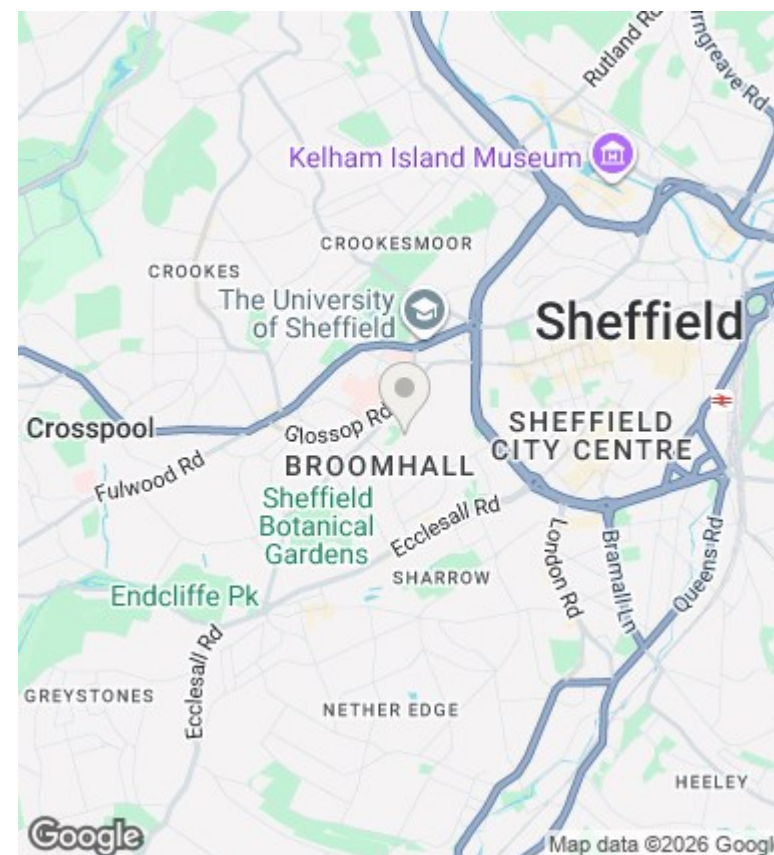 Rutland Rd
rngreave Rd
Kelham Island Museum
CROOKESMOOR
CROOKES
The University
of Sheffield
Sheffield
Crosspool
Glossop Rd
SHEFFIELD
CITY CENTRE
BROOMHALL
Fulwood Rd
Sheffield
Botanical
Gardens
Ecclesall Rd
London Rd
Bramall Ln
Queens Rd
SHARROW
Endcliffe Pk
Ecclesall Rd
GREYSTONES
NETHER EDGE
HEELEY
Google
Map data ©2026 Googl